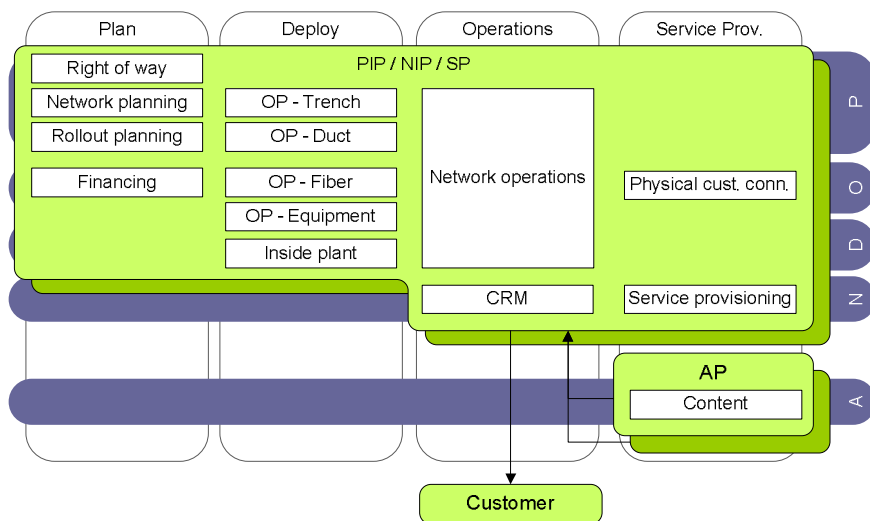 Plan
Deploy
Operations
Service Prov.
PIP / NIP / SP
Right of way
Network planning
Rollout planning
Financing
OP - Trench
OP - Duct
OP - Fiber
OP - Equipment
Inside plant
Network operations
CRM
Physical cust. conn.
Service provisioning
P
O
D
N
A
AP
Content
Customer